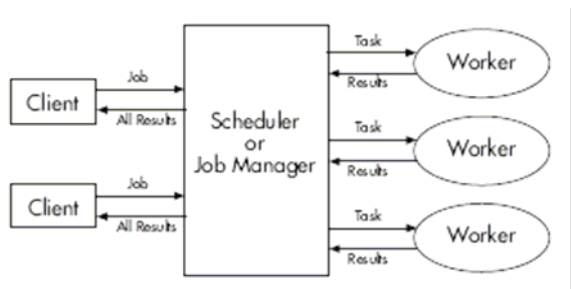 Job
Client
All Results
Job
Client
All Results
Scheduler
or
Job Manager
Task
Worker
Results
Task
Worker
Results
Task
Worker
Results